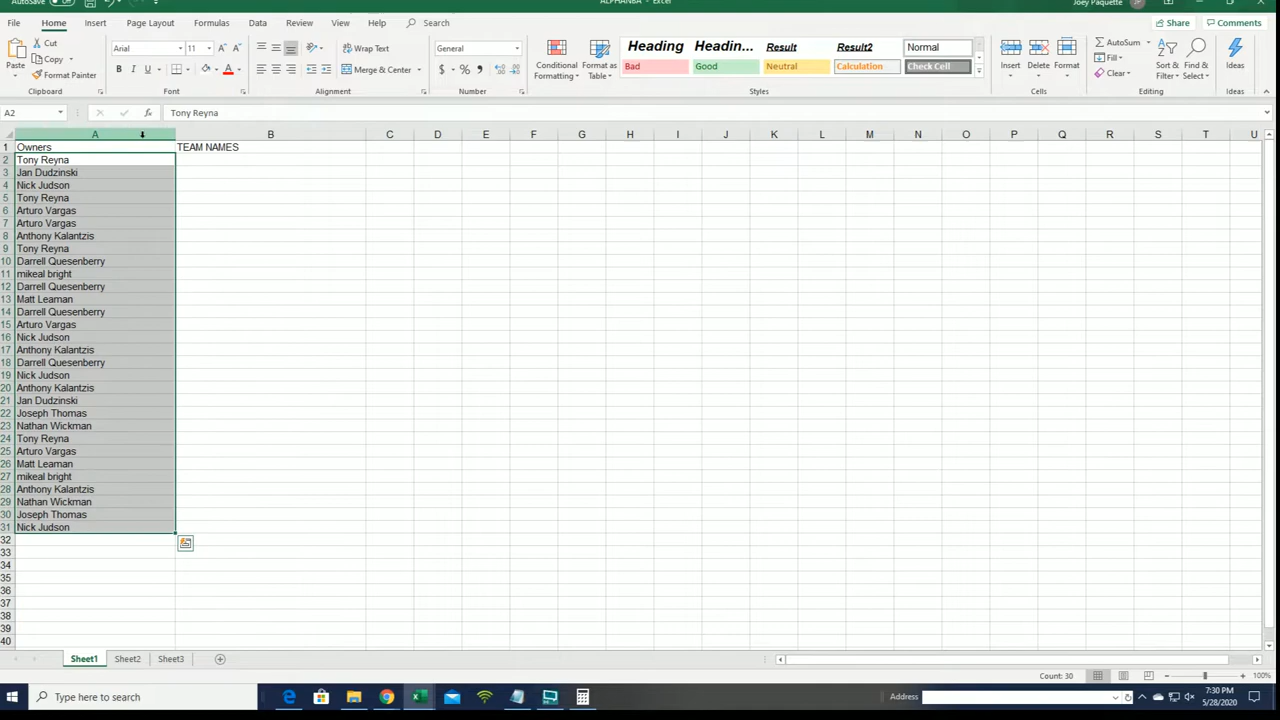 AutoSave
ALPHANBA - Excel
Joey Paquette JP
File Home Insert Page Layout Formulas Data Review View Help Search Share Comments
Paste Cut Copy Format Painter
Arial 11
B I U A
Wrap Text
Merge & Center
General
$ % ,
Conditional Formatting
Format as Table
Heading Headin... Result Result2 Normal
Bad Good Neutral Calculation Check Cell
Insert Delete Format
AutoSum Fill Clear
Sort & Filter
Find & Select
Ideas
Clipboard Font Alignment Number Styles Cells Editing Ideas
A2 fx Tony Reyna
A B C D E F G H I J K L M N O P Q R S T U
1 Owners TEAM NAMES
2 Tony Reyna
3 Jan Dudzinski
4 Nick Judson
5 Tony Reyna
6 Arturo Vargas
7 Arturo Vargas
8 Anthony Kalantzis
9 Tony Reyna
10 Darrell Quesenberry
11 mikeal bright
12 Darrell Quesenberry
13 Matt Leaman
14 Darrell Quesenberry
15 Arturo Vargas
16 Nick Judson
17 Anthony Kalantzis
18 Darrell Quesenberry
19 Nick Judson
20 Anthony Kalantzis
21 Jan Dudzinski
22 Joseph Thomas
23 Nathan Wickman
24 Tony Reyna
25 Arturo Vargas
26 Matt Leaman
27 mikeal bright
28 Anthony Kalantzis
29 Nathan Wickman
30 Joseph Thomas
31 Nick Judson
32
33
34
35
36
37
38
39
40
Sheet1 Sheet2 Sheet3
Count: 30 100%
Type here to search
Address
7:30 PM
5/28/2020